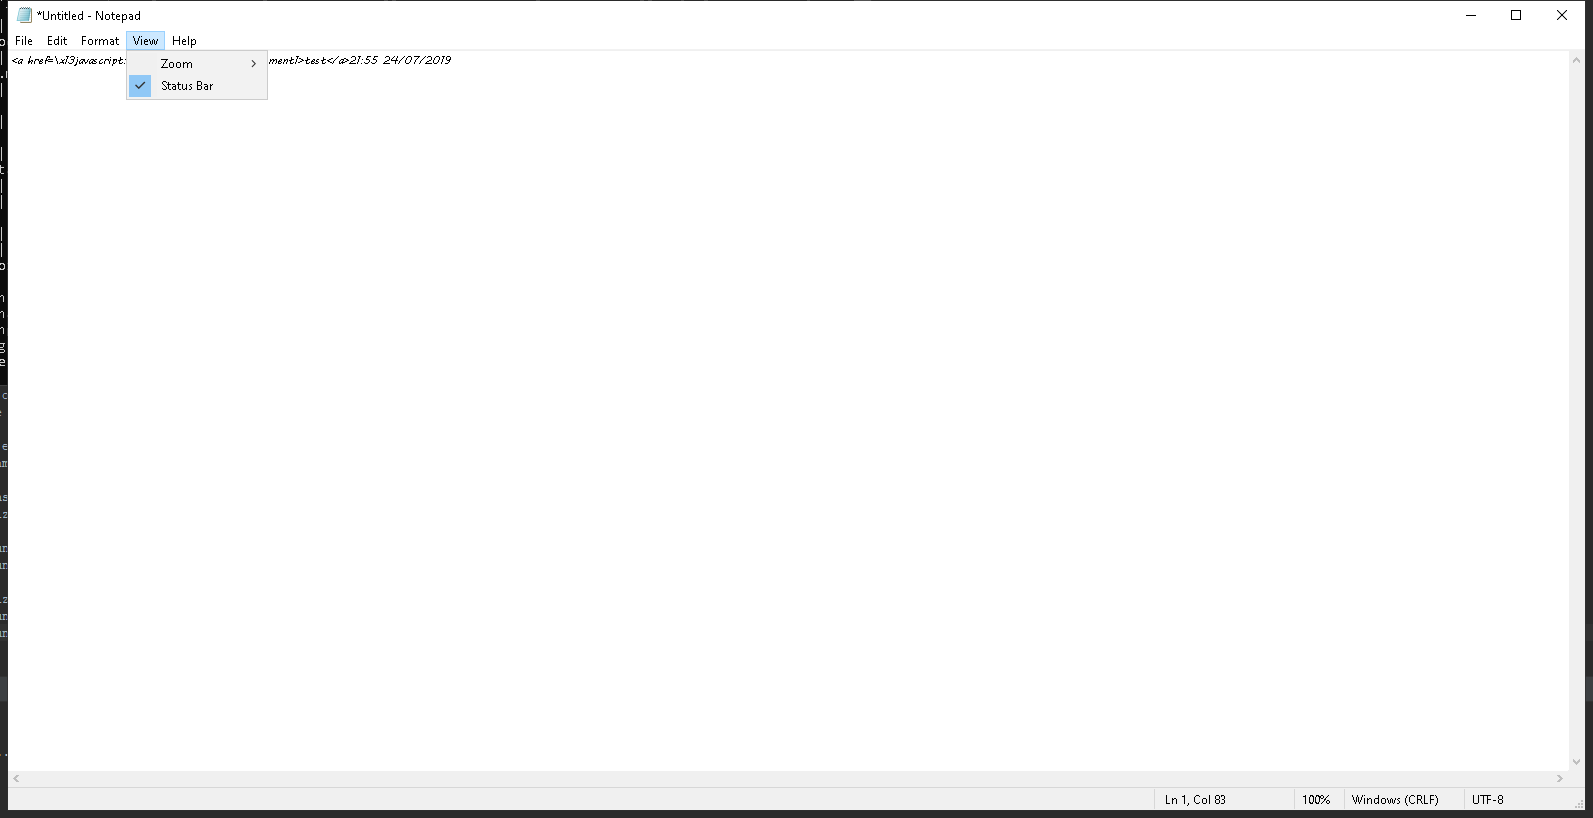 *Untitled - Notepad
File Edit Format View Help
<a href=\x13javascript: ment1>test</a>21:55 24/07/2019
Zoom
Status Bar
Ln 1, Col 83 100% Windows (CRLF) UTF-8